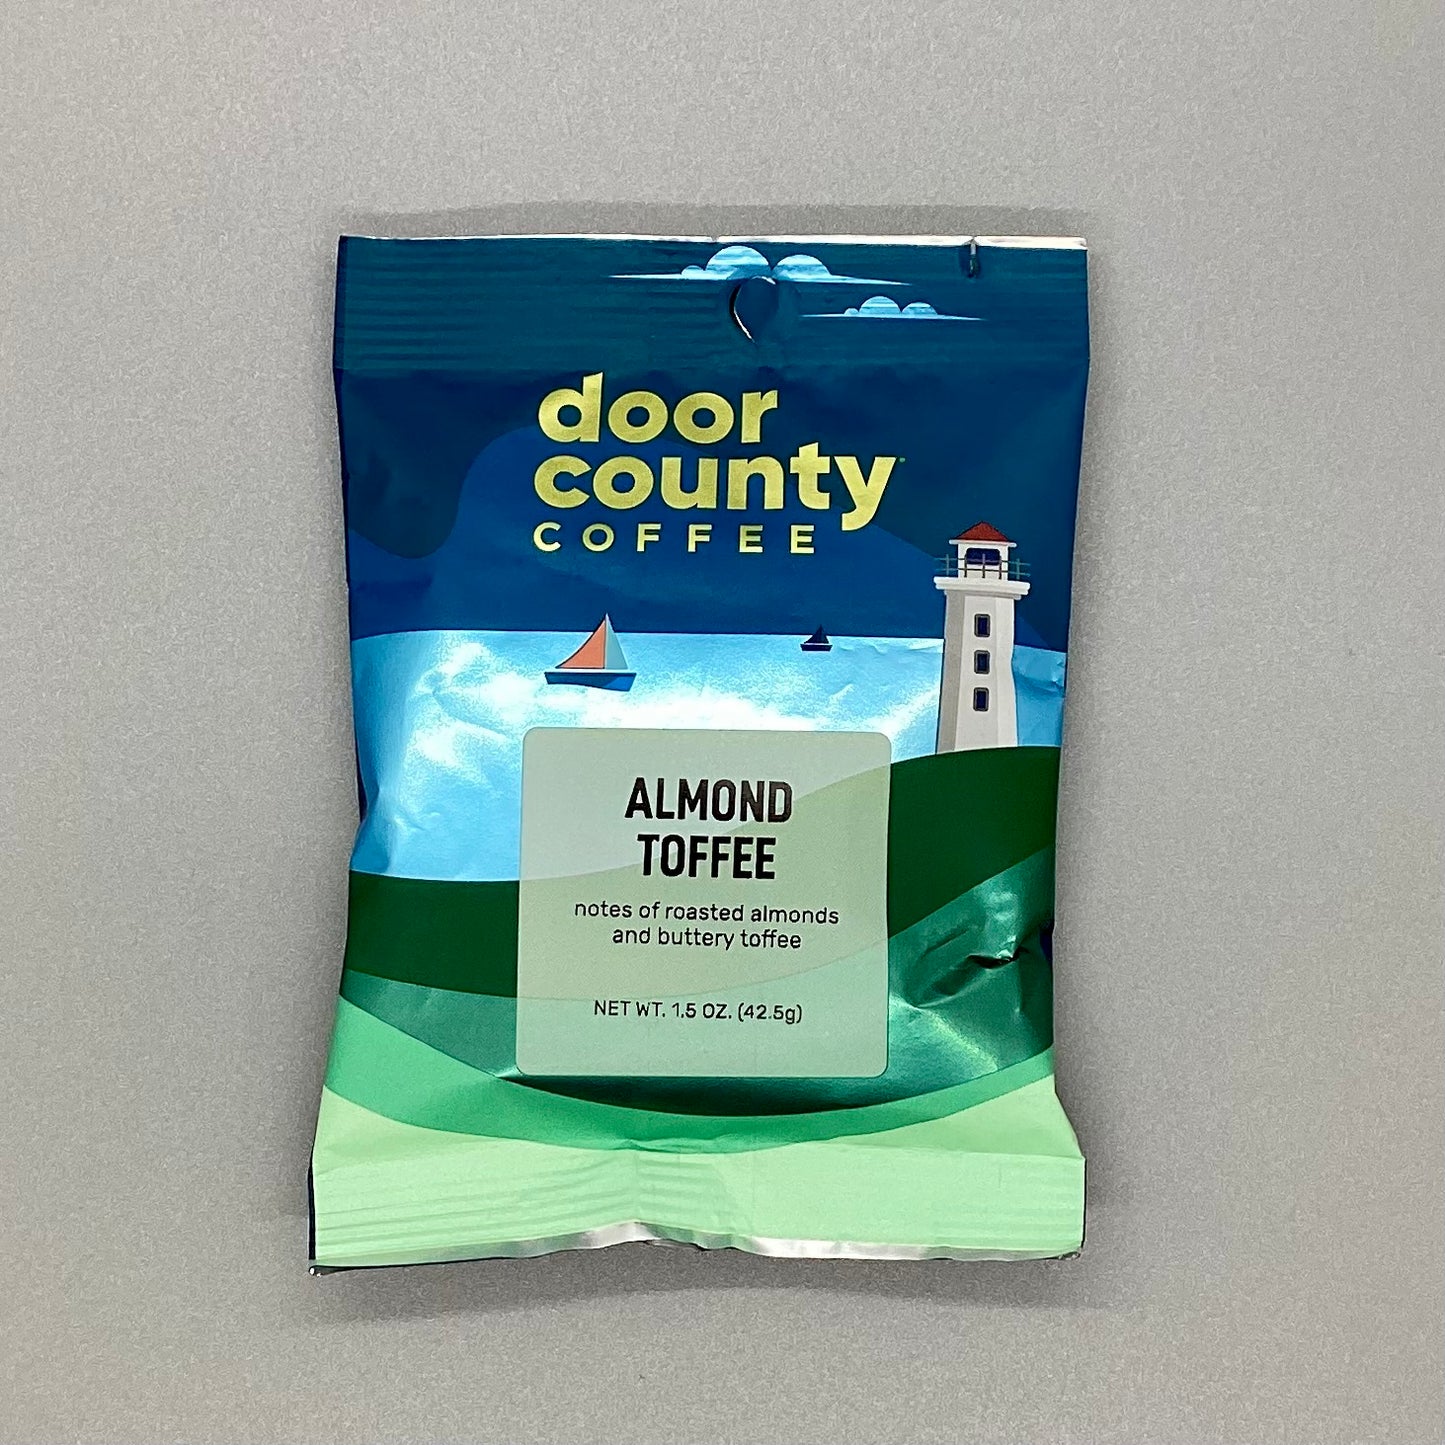 door
county
COFFEE
ALMOND
TOFFEE
notes of roasted almonds
and buttery toffee
NET WT. 1.5 OZ. (42.5g)